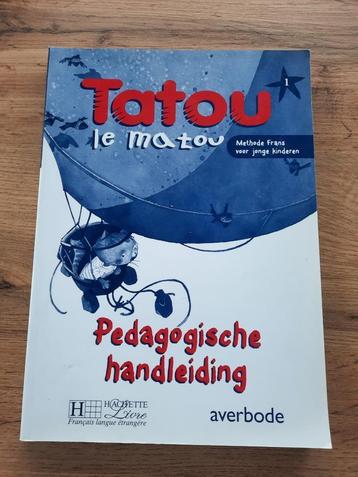 Tatou
1
le matou
Methode Frans
voor jonge kinderen
Pedagogische
handleiding
H HACHETTE
Livre
Français langue étrangère
averbode